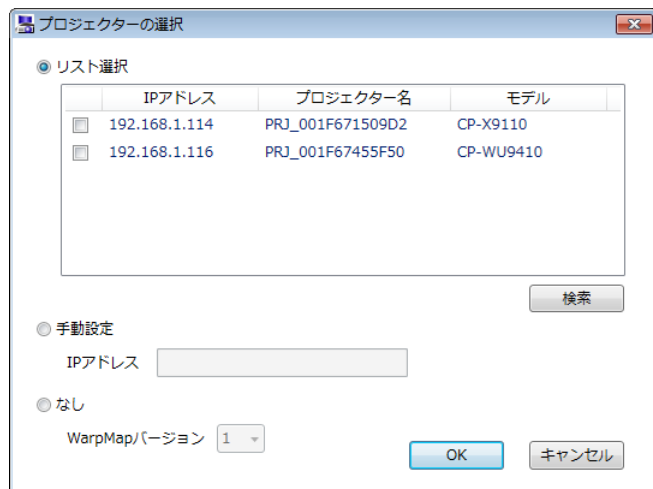 プロジェクターの選択
リスト選択
IPアドレス プロジェクター名 モデル
192.168.1.114 PRJ_001F671509D2 CP-X9110
192.168.1.116 PRJ_001F67455F50 CP-WU9410
検索
手動設定
IPアドレス
なし
WarpMapバージョン 1
OK キャンセル